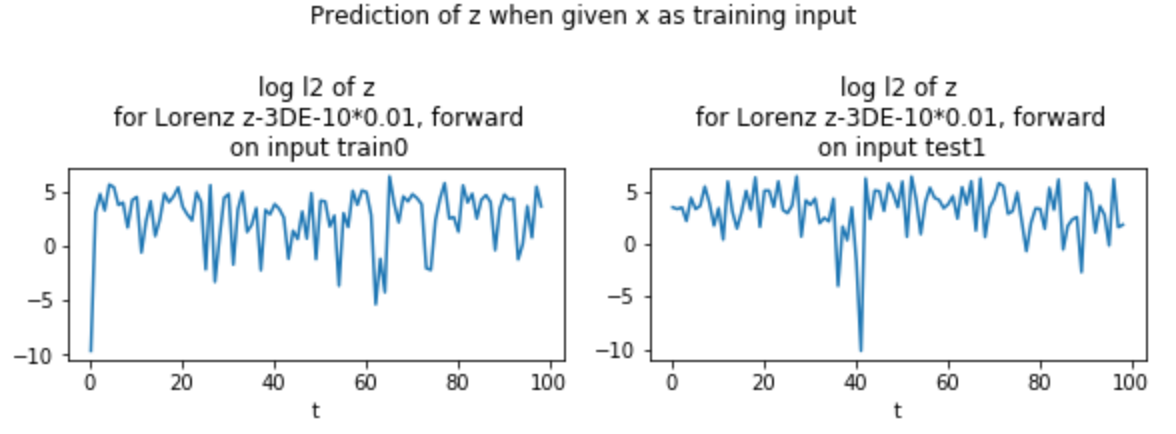 Prediction of z when given x as training input
log l2 of z
for Lorenz z-3DE-10*0.01, forward
on input train0
5
0
−5
−10
0 20 40 60 80 100
t
log l2 of z
for Lorenz z-3DE-10*0.01, forward
on input test1
5
0
−5
−10
0 20 40 60 80 100
t